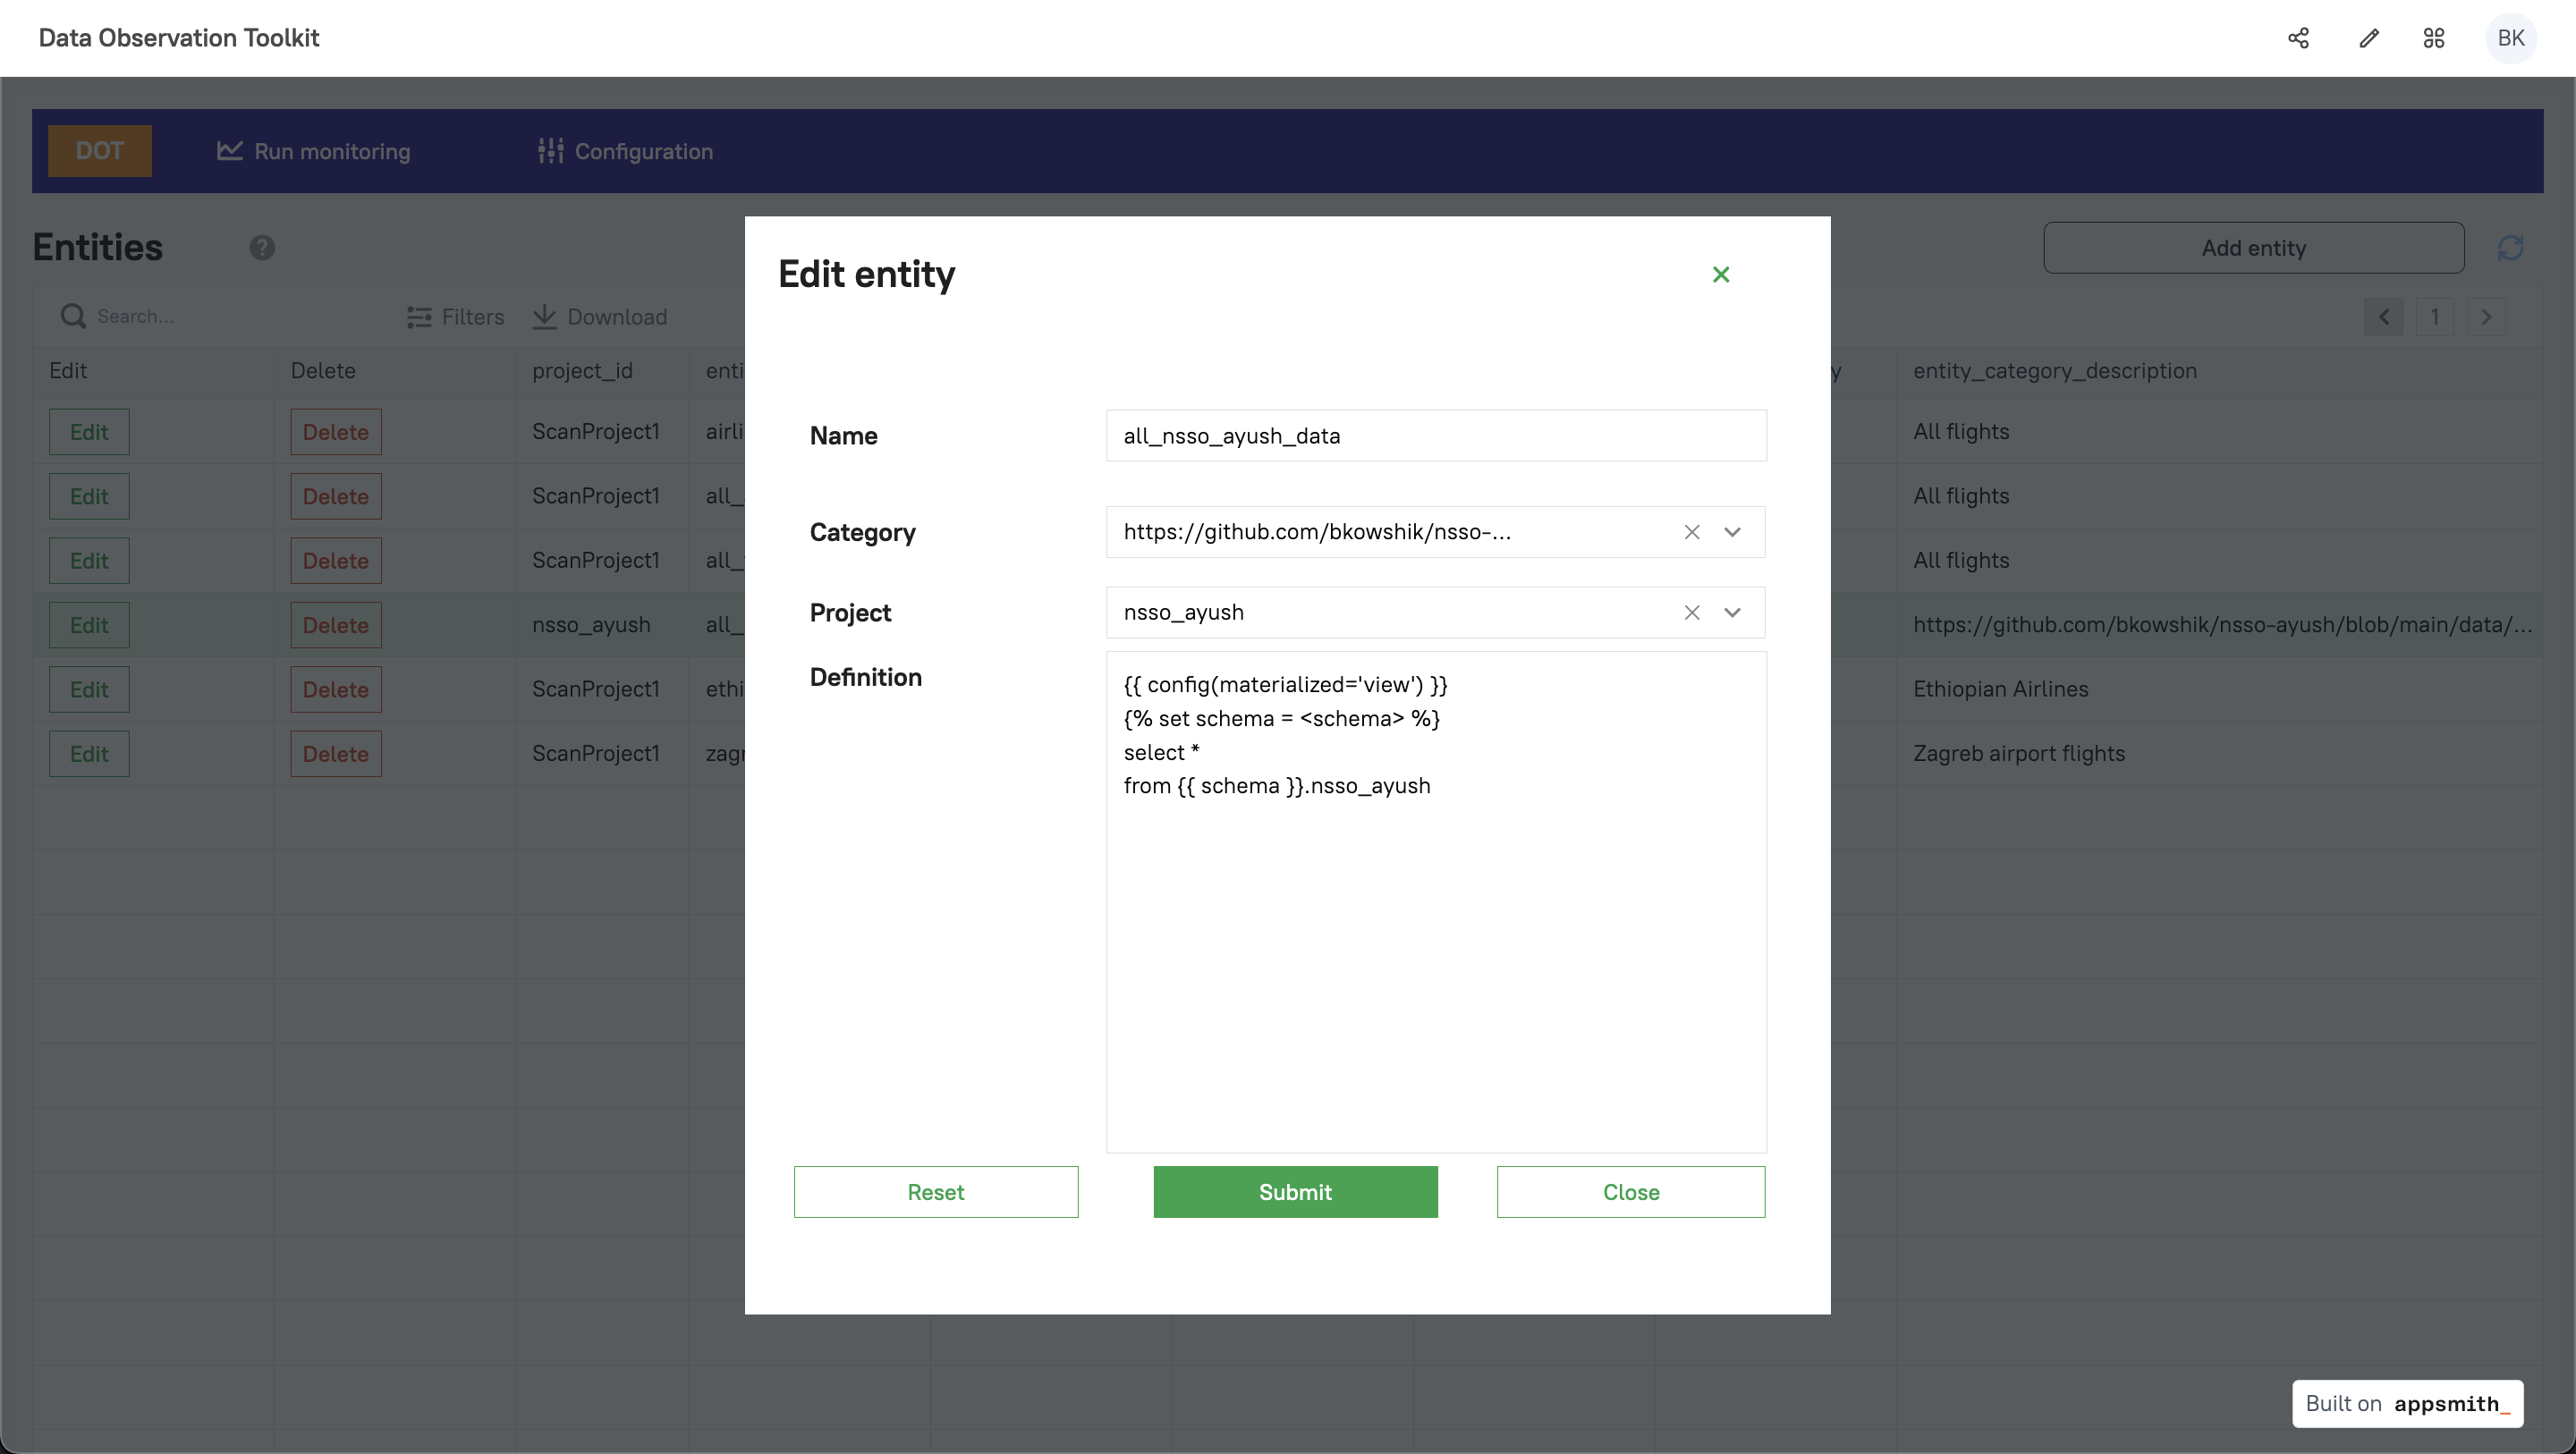 Data Observation Toolkit
BK
DOT
Run monitoring
Configuration
Entities
?
Add entity
Search...
Filters
Download
1
Edit Delete project_id enti y entity_category_description
Edit Delete ScanProject1 airli All flights
Edit Delete ScanProject1 all_ All flights
Edit Delete ScanProject1 all_ All flights
Edit Delete nsso_ayush all_ https://github.com/bkowshik/nsso-ayush/blob/main/data/...
Edit Delete ScanProject1 ethi Ethiopian Airlines
Edit Delete ScanProject1 zagr Zagreb airport flights
Edit entity
Name
all_nsso_ayush_data
Category
https://github.com/bkowshik/nsso-...
Project
nsso_ayush
Definition
{{ config(materialized='view') }}
{% set schema = <schema> %}
select *
from {{ schema }}.nsso_ayush
Reset
Submit
Close
Built on appsmith_